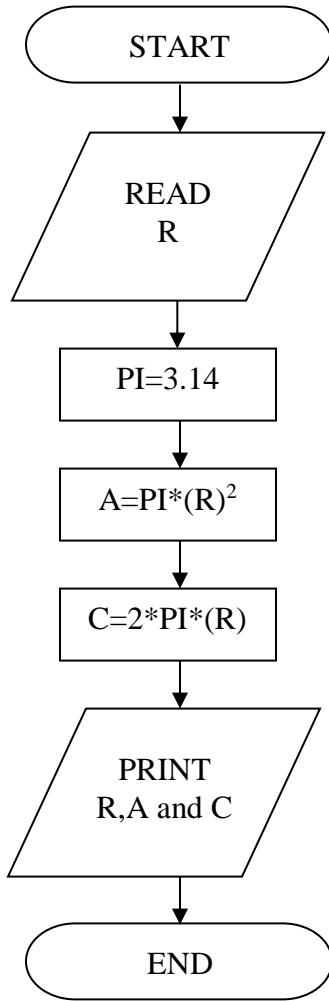 START
READ
R
PI=3.14
A=PI*(R)²
C=2*PI*(R)
PRINT
R,A and C
END